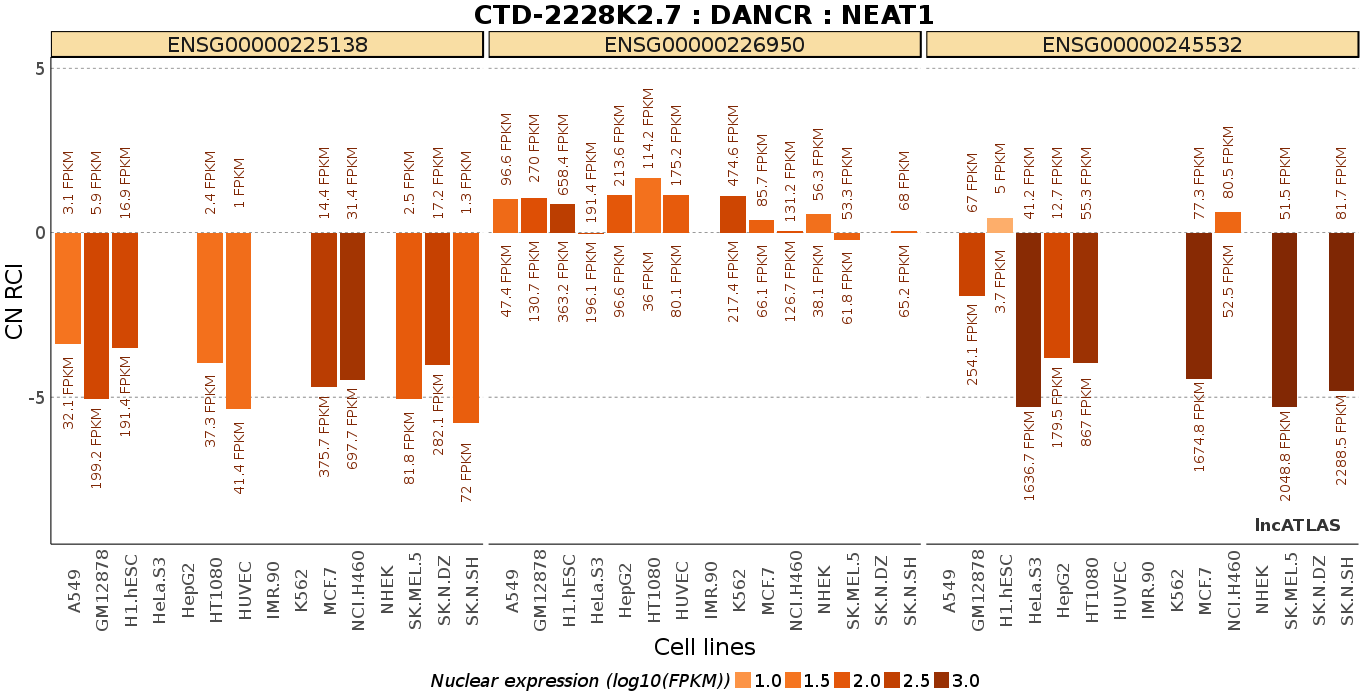 CTD-2228K2.7 : DANCR : NEAT1
ENSG00000225138
ENSG00000226950
ENSG00000245532
CN RCI
5
0
-5
3.1 FPKM
5.9 FPKM
16.9 FPKM
2.4 FPKM
1 FPKM
14.4 FPKM
31.4 FPKM
2.5 FPKM
17.2 FPKM
1.3 FPKM
32.1 FPKM
199.2 FPKM
191.4 FPKM
37.3 FPKM
41.4 FPKM
375.7 FPKM
697.7 FPKM
81.8 FPKM
282.1 FPKM
72 FPKM
96.6 FPKM
270 FPKM
658.4 FPKM
191.4 FPKM
213.6 FPKM
114.2 FPKM
175.2 FPKM
474.6 FPKM
85.7 FPKM
131.2 FPKM
56.3 FPKM
53.3 FPKM
68 FPKM
47.4 FPKM
130.7 FPKM
363.2 FPKM
196.1 FPKM
96.6 FPKM
36 FPKM
80.1 FPKM
217.4 FPKM
66.1 FPKM
126.7 FPKM
38.1 FPKM
61.8 FPKM
65.2 FPKM
67 FPKM
5 FPKM
41.2 FPKM
12.7 FPKM
55.3 FPKM
77.3 FPKM
80.5 FPKM
51.5 FPKM
81.7 FPKM
254.1 FPKM
3.7 FPKM
1636.7 FPKM
179.5 FPKM
867 FPKM
1674.8 FPKM
52.5 FPKM
2048.8 FPKM
2288.5 FPKM
lncATLAS
A549
GM12878
H1.hESC
HeLa.S3
HepG2
HT1080
HUVEC
IMR.90
K562
MCF.7
NCI.H460
NHEK
SK.MEL.5
SK.N.DZ
SK.N.SH
A549
GM12878
H1.hESC
HeLa.S3
HepG2
HT1080
HUVEC
IMR.90
K562
MCF.7
NCI.H460
NHEK
SK.MEL.5
SK.N.DZ
SK.N.SH
A549
GM12878
H1.hESC
HeLa.S3
HepG2
HT1080
HUVEC
IMR.90
K562
MCF.7
NCI.H460
NHEK
SK.MEL.5
SK.N.DZ
SK.N.SH
Cell lines
Nuclear expression (log10(FPKM)) 1.0 1.5 2.0 2.5 3.0